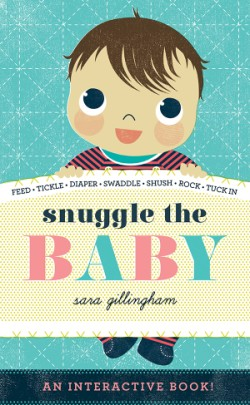 FEED • TICKLE • DIAPER • SWADDLE • SHUSH • ROCK • TUCK IN
snuggle the
BABY
sara gillingham
AN INTERACTIVE BOOK!